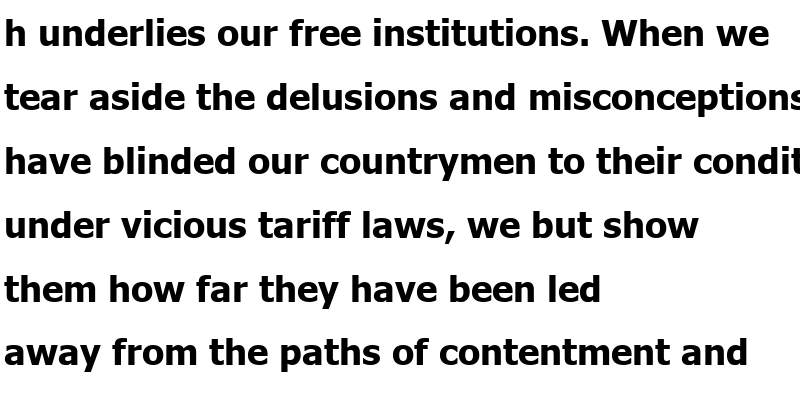 h underlies our free institutions. When we
tear aside the delusions and misconceptions
have blinded our countrymen to their condit
under vicious tariff laws, we but show
them how far they have been led
away from the paths of contentment and